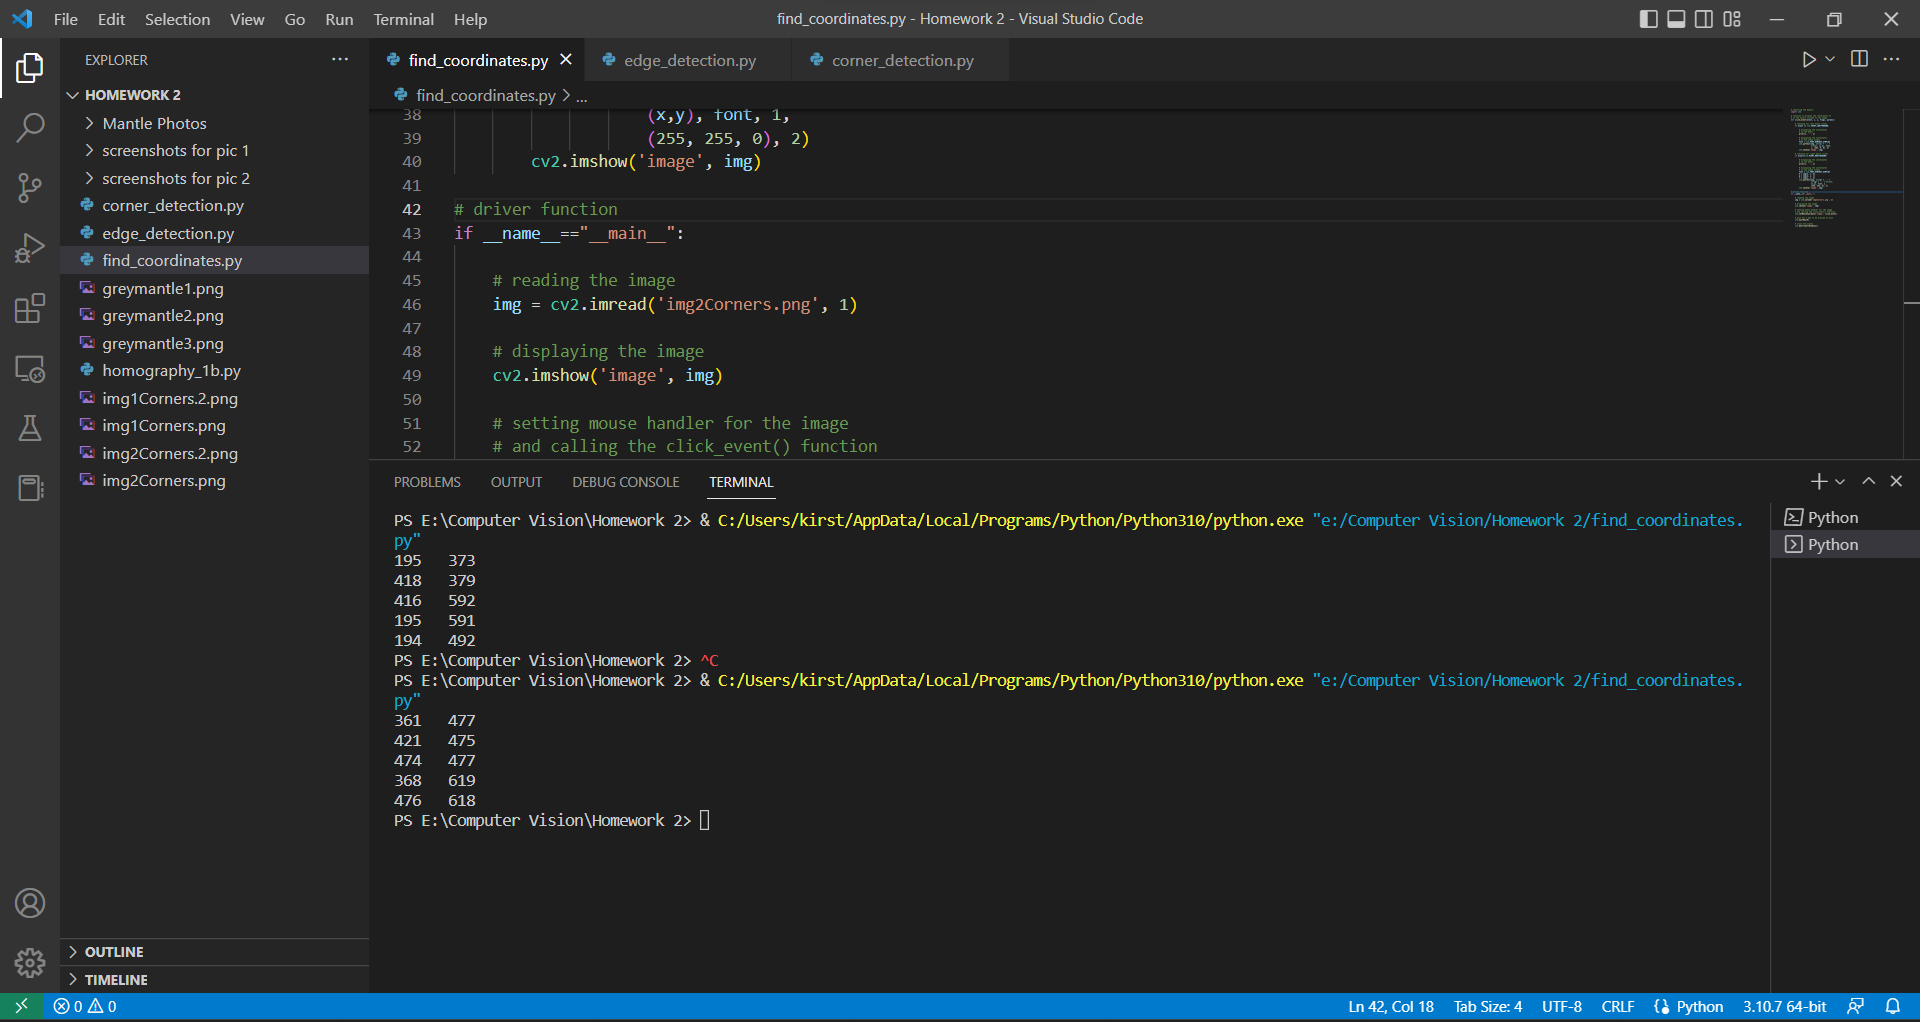 File Edit Selection View Go Run Terminal Help
find_coordinates.py - Homework 2 - Visual Studio Code
EXPLORER
HOMEWORK 2
Mantle Photos
screenshots for pic 1
screenshots for pic 2
corner_detection.py
edge_detection.py
find_coordinates.py
greymantle1.png
greymantle2.png
greymantle3.png
homography_1b.py
img1Corners.2.png
img1Corners.png
img2Corners.2.png
img2Corners.png
OUTLINE
TIMELINE
find_coordinates.py edge_detection.py corner_detection.py
find_coordinates.py > ...
38 (x,y), font, 1,
39 (255, 255, 0), 2)
40 cv2.imshow('image', img)
41
42 # driver function
43 if __name__=="__main__":
44
45 # reading the image
46 img = cv2.imread('img2Corners.png', 1)
47
48 # displaying the image
49 cv2.imshow('image', img)
50
51 # setting mouse handler for the image
52 # and calling the click_event() function
PROBLEMS OUTPUT DEBUG CONSOLE TERMINAL
PS E:\Computer Vision\Homework 2> & C:/Users/kirst/AppData/Local/Programs/Python/Python310/python.exe "e:/Computer Vision/Homework 2/find_coordinates.
py"
195 373
418 379
416 592
195 591
194 492
PS E:\Computer Vision\Homework 2> ^C
PS E:\Computer Vision\Homework 2> & C:/Users/kirst/AppData/Local/Programs/Python/Python310/python.exe "e:/Computer Vision/Homework 2/find_coordinates.
py"
361 477
421 475
474 477
368 619
476 618
PS E:\Computer Vision\Homework 2>
Python
Python
0 0
Ln 42, Col 18 Tab Size: 4 UTF-8 CRLF Python 3.10.7 64-bit